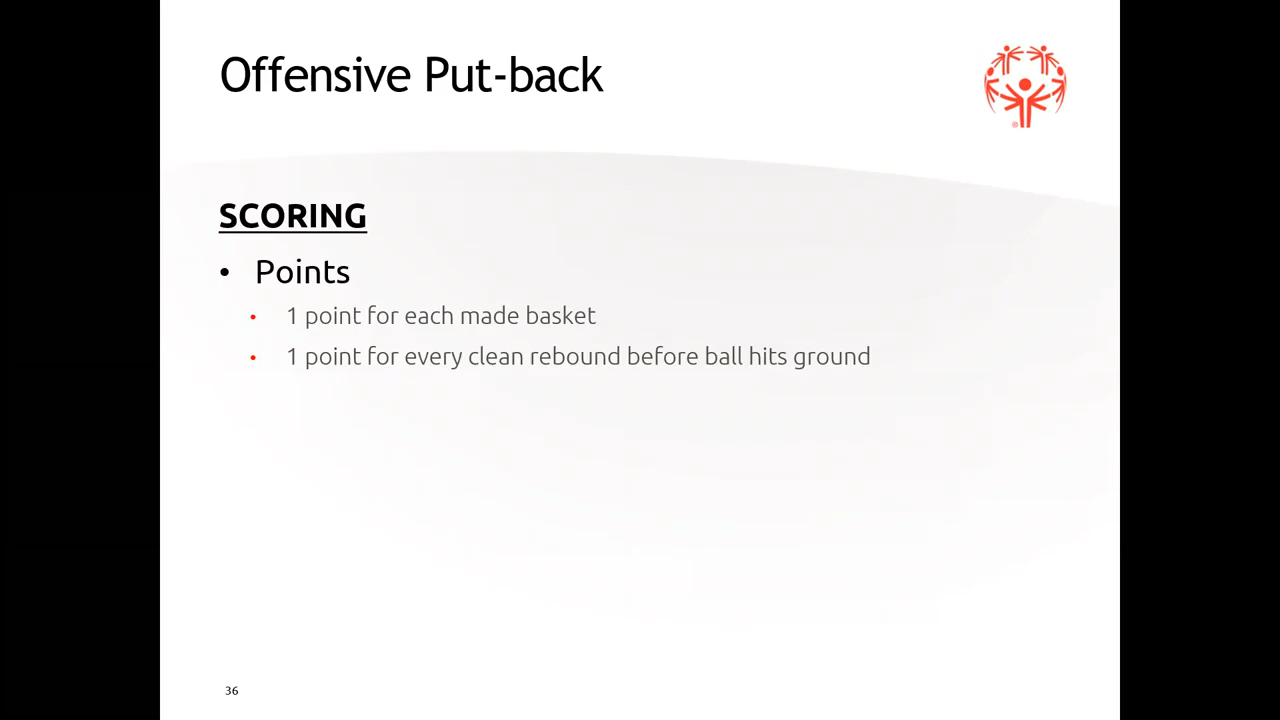 Offensive Put-back
SCORING
• Points
• 1 point for each made basket
• 1 point for every clean rebound before ball hits ground
36